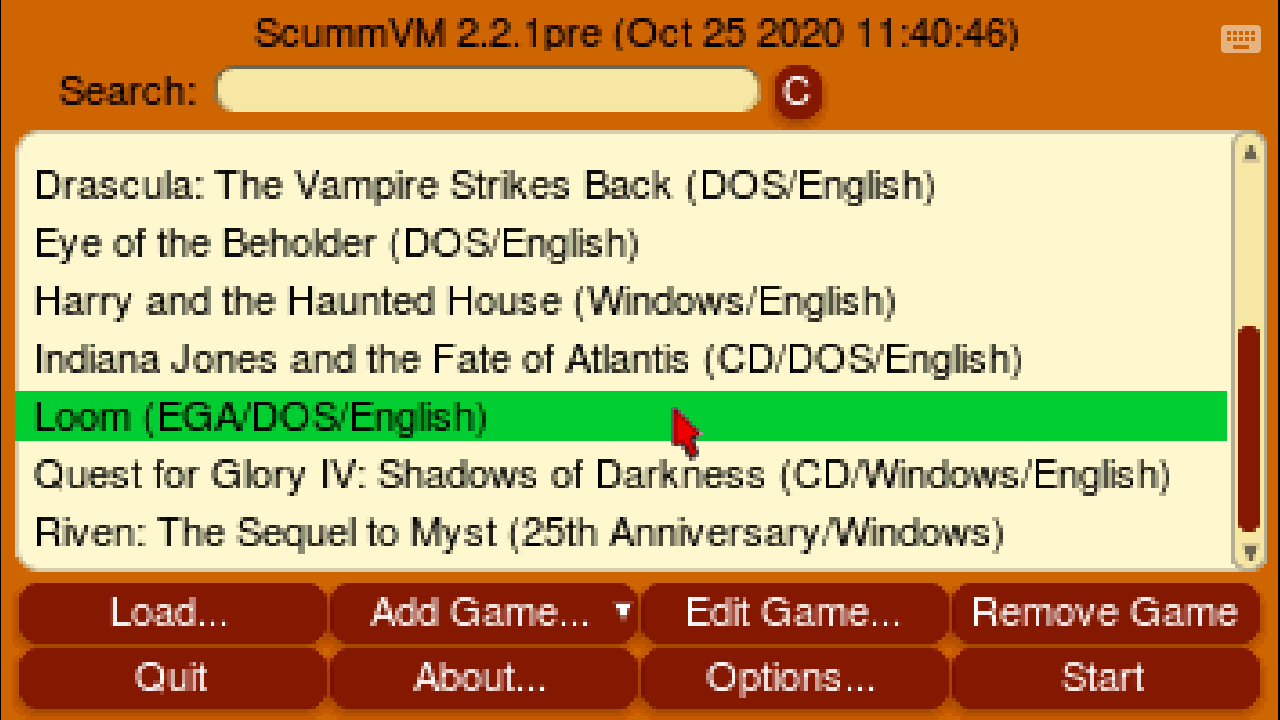 ScummVM 2.2.1pre (Oct 25 2020 11:40:46)
Search: C
Drascula: The Vampire Strikes Back (DOS/English)
Eye of the Beholder (DOS/English)
Harry and the Haunted House (Windows/English)
Indiana Jones and the Fate of Atlantis (CD/DOS/English)
Loom (EGA/DOS/English)
Quest for Glory IV: Shadows of Darkness (CD/Windows/English)
Riven: The Sequel to Myst (25th Anniversary/Windows)
Load... Add Game... Edit Game... Remove Game
Quit About... Options... Start